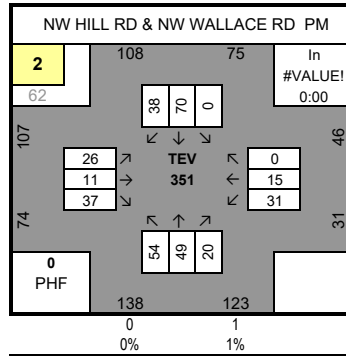 NW HILL RD & NW WALLACE RD PM
2 108 75 In
#VALUE!
62 0:00
38 70 0
↙ ↓ ↘
107 46
26 ↗ TEV ↖ 0
11 → 351 ← 15
37 ↘ ↙ 31
74 31
↖ ↑ ↗
54 49 20
0
PHF
138 123
0 1
0% 1%